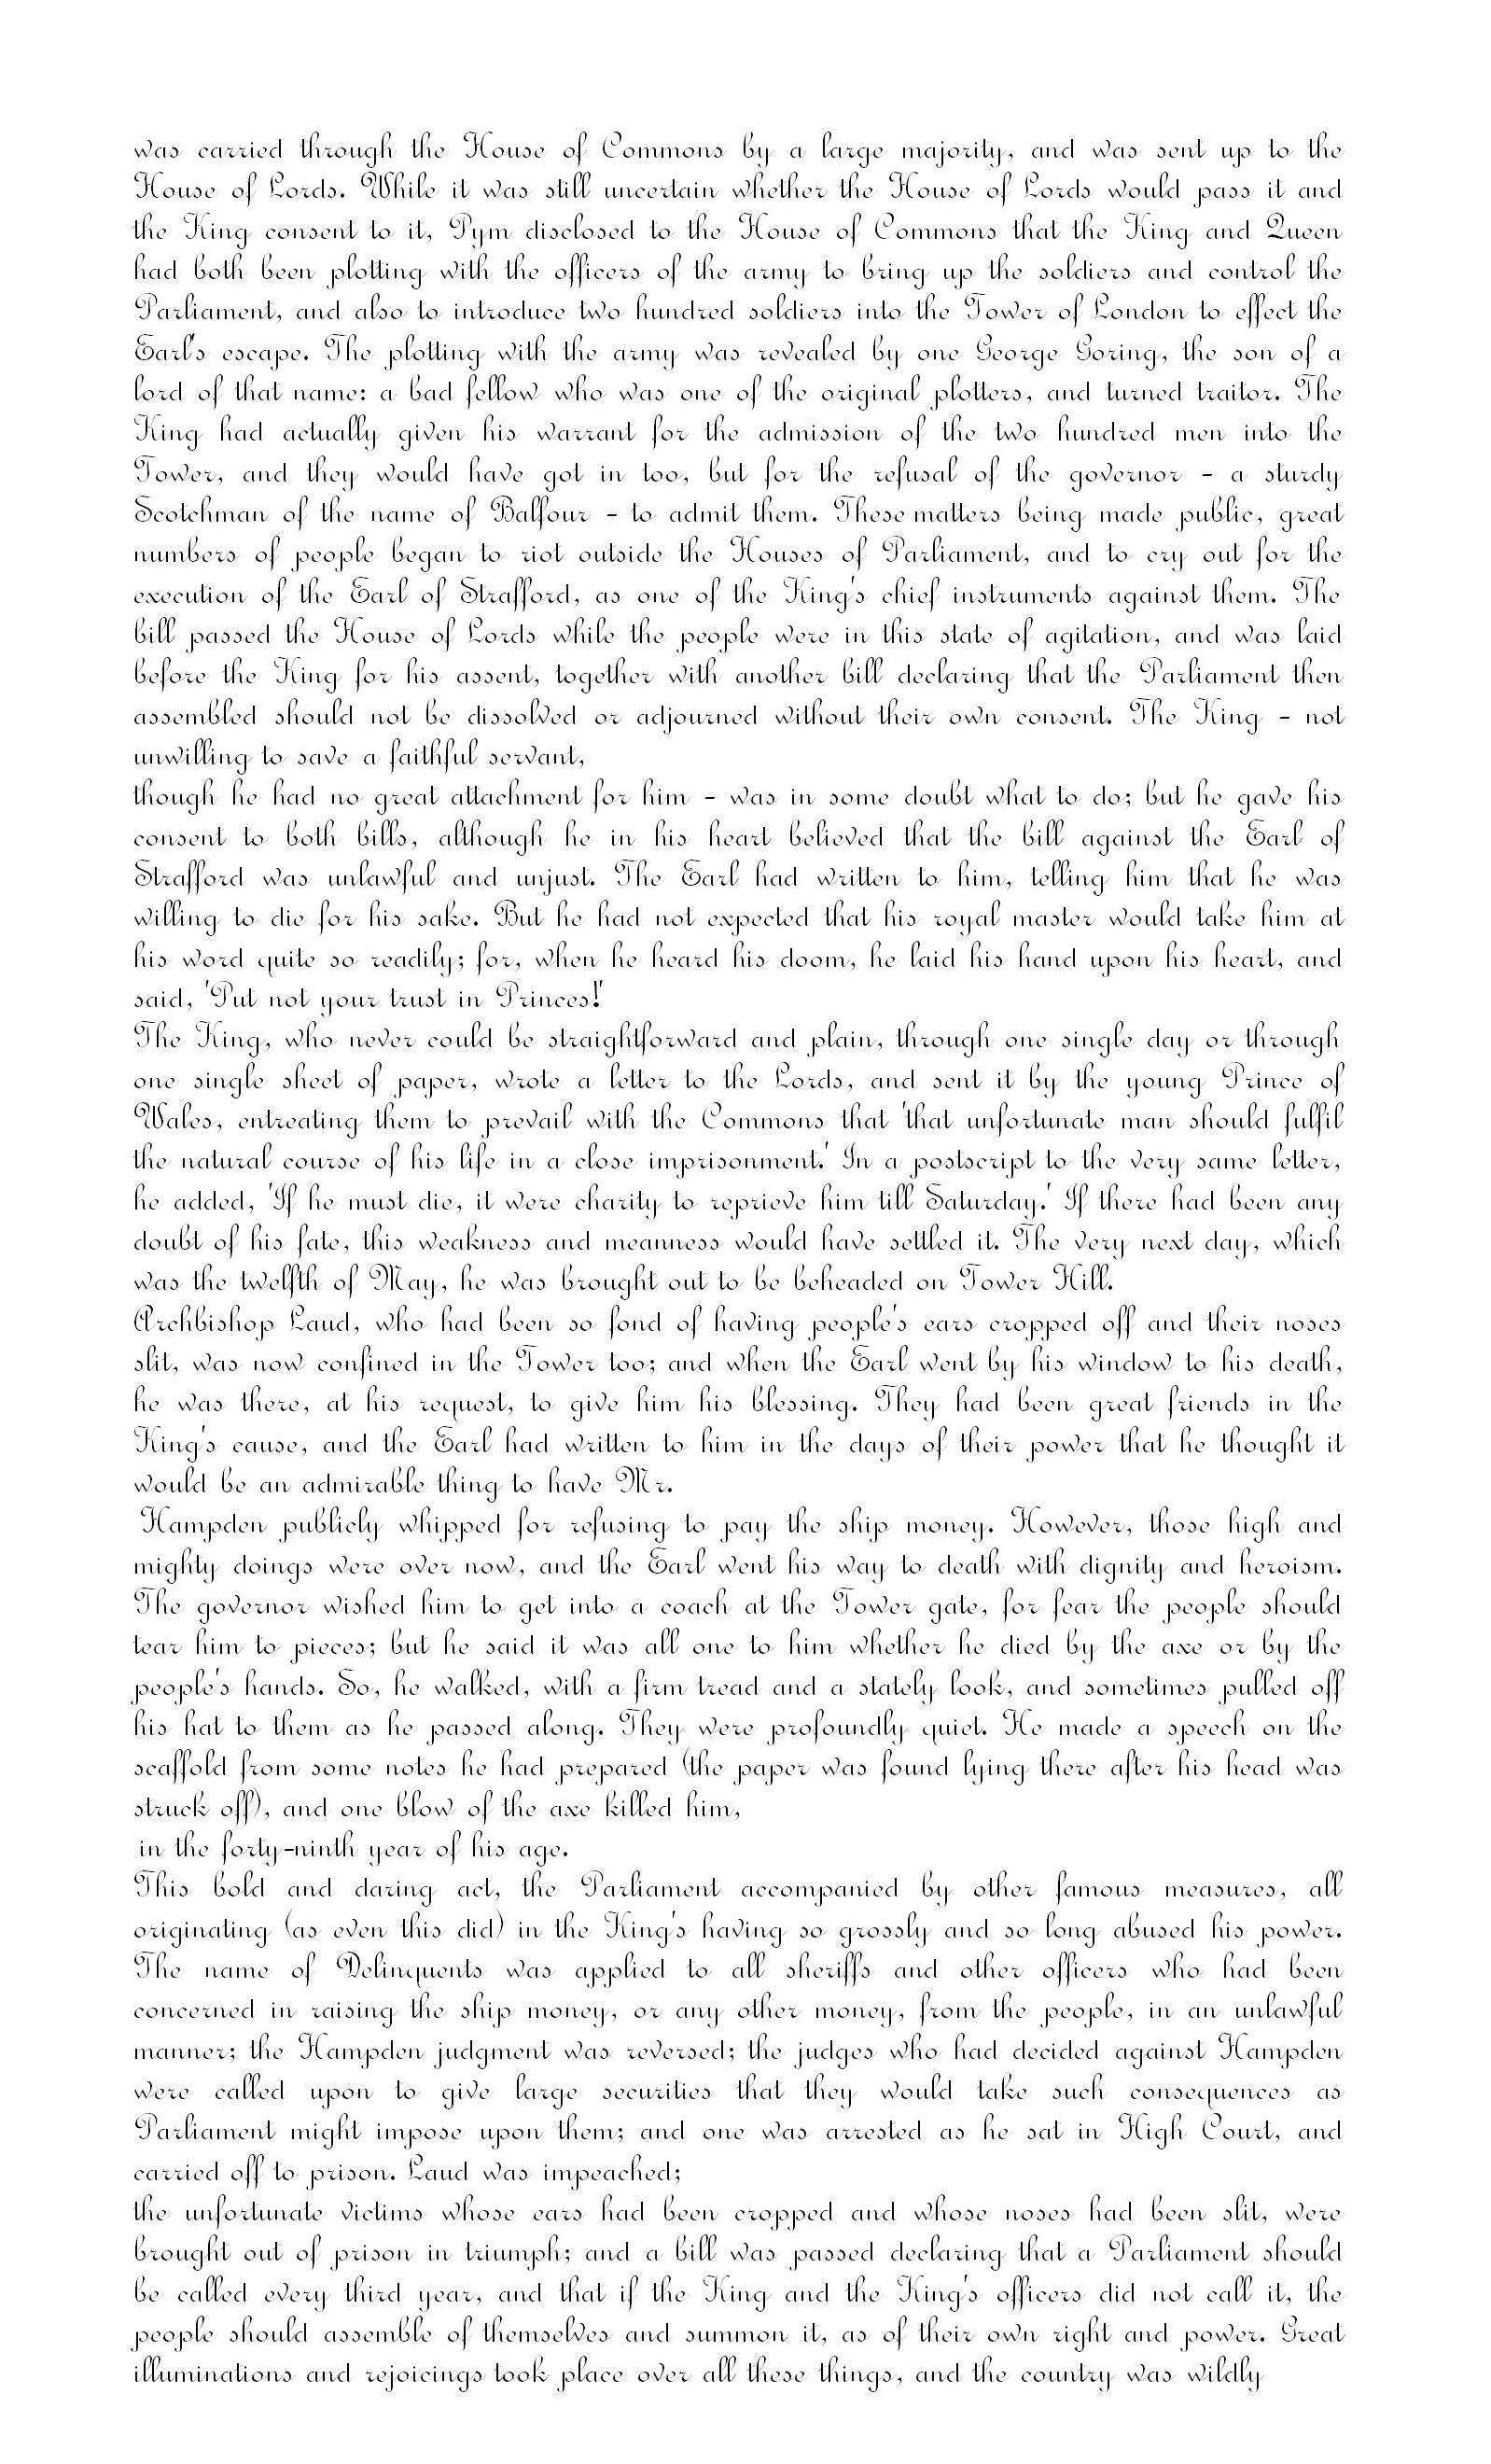 was carried through the House of Commons by a large majority, and was sent up to the
House of Lords. While it was still uncertain whether the House of Lords would pass it and
the King consent to it, Pym disclosed to the House of Commons that the King and Queen
had both been plotting with the officers of the army to bring up the soldiers and control the
Parliament, and also to introduce two hundred soldiers into the Tower of London to effect the
Earl's escape. The plotting with the army was revealed by one George Goring, the son of a
lord of that name: a bad fellow who was one of the original plotters, and turned traitor. The
King had actually given his warrant for the admission of the two hundred men into the
Tower, and they would have got in too, but for the refusal of the governor - a sturdy
Scotchman of the name of Balfour - to admit them. These matters being made public, great
numbers of people began to riot outside the Houses of Parliament, and to cry out for the
execution of the Earl of Strafford, as one of the King's chief instruments against them. The
bill passed the House of Lords while the people were in this state of agitation, and was laid
before the King for his assent, together with another bill declaring that the Parliament then
assembled should not be dissolved or adjourned without their own consent. The King - not
unwilling to save a faithful servant,
though he had no great attachment for him - was in some doubt what to do; but he gave his
consent to both bills, although he in his heart believed that the bill against the Earl of
Strafford was unlawful and unjust. The Earl had written to him, telling him that he was
willing to die for his sake. But he had not expected that his royal master would take him at
his word quite so readily; for, when he heard his doom, he laid his hand upon his heart, and
said, 'Put not your trust in Princes!'
The King, who never could be straightforward and plain, through one single day or through
one single sheet of paper, wrote a letter to the Lords, and sent it by the young Prince of
Wales, entreating them to prevail with the Commons that 'that unfortunate man should fulfil
the natural course of his life in a close imprisonment.' In a postscript to the very same letter,
he added, 'If he must die, it were charity to reprieve him till Saturday.' If there had been any
doubt of his fate, this weakness and meanness would have settled it. The very next day, which
was the twelfth of May, he was brought out to be beheaded on Tower Hill.
Archbishop Laud, who had been so fond of having people's ears cropped off and their noses
slit, was now confined in the Tower too; and when the Earl went by his window to his death,
he was there, at his request, to give him his blessing. They had been great friends in the
King's cause, and the Earl had written to him in the days of their power that he thought it
would be an admirable thing to have Mr.
Hampden publicly whipped for refusing to pay the ship money. However, those high and
mighty doings were over now, and the Earl went his way to death with dignity and heroism.
The governor wished him to get into a coach at the Tower gate, for fear the people should
tear him to pieces; but he said it was all one to him whether he died by the axe or by the
people's hands. So, he walked, with a firm tread and a stately look, and sometimes pulled off
his hat to them as he passed along. They were profoundly quiet. He made a speech on the
scaffold from some notes he had prepared (the paper was found lying there after his head was
struck off), and one blow of the axe killed him,
in the forty-ninth year of his age.
This bold and daring act, the Parliament accompanied by other famous measures, all
originating (as even this did) in the King's having so grossly and so long abused his power.
The name of Delinquents was applied to all sheriffs and other officers who had been
concerned in raising the ship money, or any other money, from the people, in an unlawful
manner; the Hampden judgment was reversed; the judges who had decided against Hampden
were called upon to give large securities that they would take such consequences as
Parliament might impose upon them; and one was arrested as he sat in High Court, and
carried off to prison. Laud was impeached;
the unfortunate victims whose ears had been cropped and whose noses had been slit, were
brought out of prison in triumph; and a bill was passed declaring that a Parliament should
be called every third year, and that if the King and the King's officers did not call it, the
people should assemble of themselves and summon it, as of their own right and power. Great
illuminations and rejoicings took place over all these things, and the country was wildly